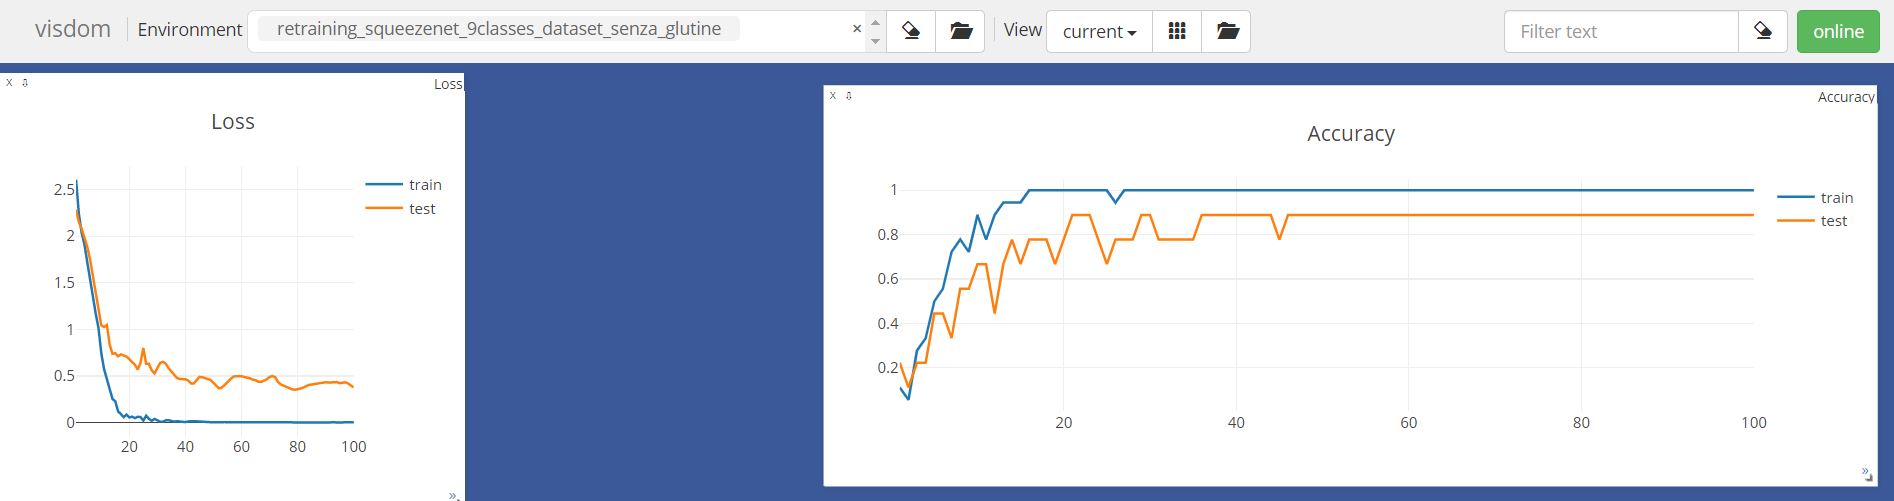 visdom Environment retraining_squeezenet_9classes_dataset_senza_glutine × View current Filter text online
X Loss
Loss
2.5
2
1.5
1
0.5
0
20 40 60 80 100
train
test
»
X Accuracy
Accuracy
1
0.8
0.6
0.4
0.2
20 40 60 80 100
train
test
»